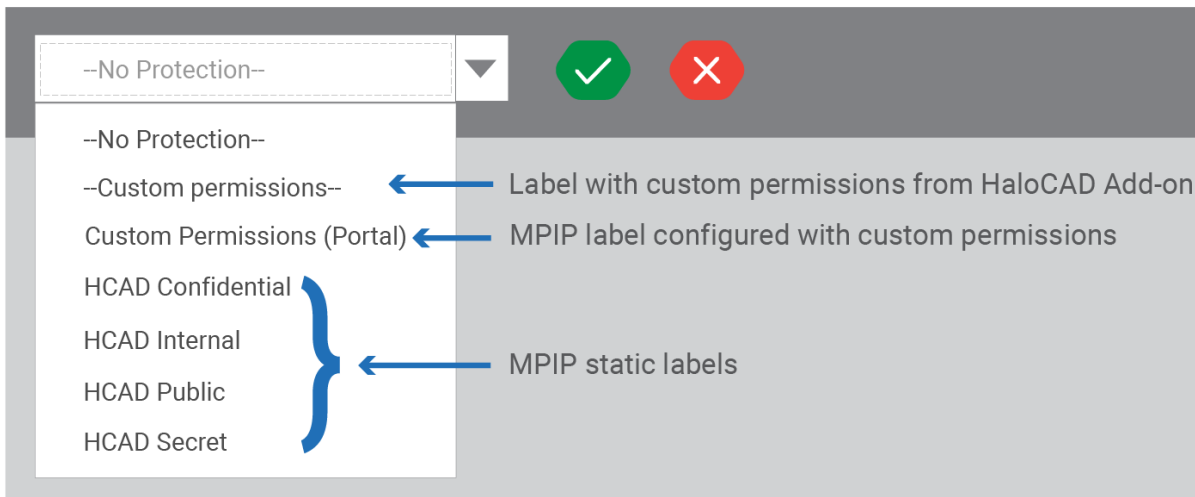 --No Protection--
--No Protection--
--Custom permissions--
Label with custom permissions from HaloCAD Add-on
Custom Permissions (Portal)
MPIP label configured with custom permissions
HCAD Confidential
HCAD Internal
MPIP static labels
HCAD Public
HCAD Secret